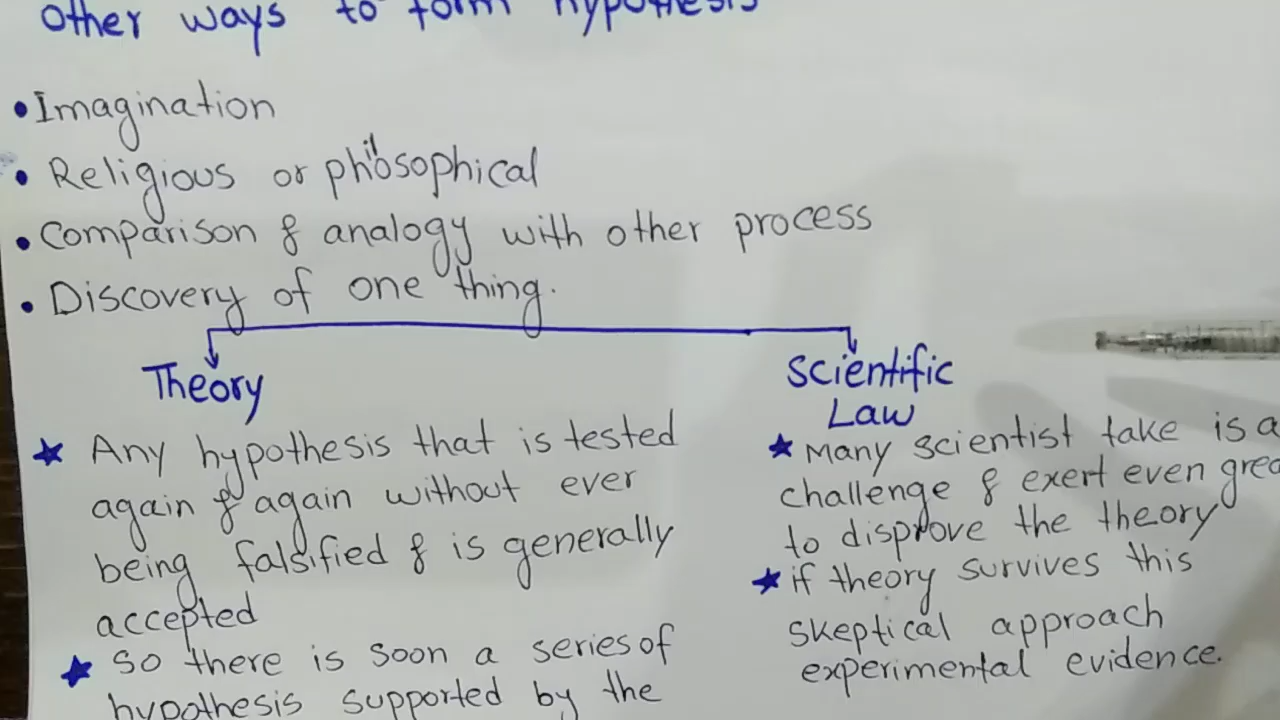 Other ways to form hypothesis
• Imagination
• Religious or philosophical
• Comparison & analogy with other process
• Discovery of one thing.
Theory
★ Any hypothesis that is tested
again & again without ever
being falsified & is generally
accepted
★ So there is soon a series of
hypothesis supported by the
Scientific
Law
★ Many scientist take is a
challenge & exert even grea
to disprove the theory
★ if theory survives this
skeptical approach
experimental evidence.